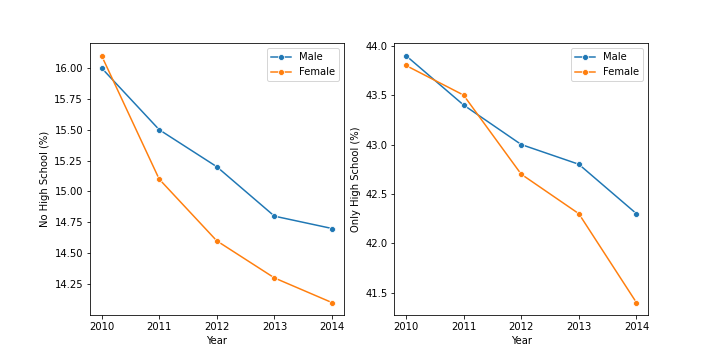 Male
Female
16.00
15.75
15.50
15.25
15.00
14.75
14.50
14.25
No High School (%)
2010 2011 2012 2013 2014
Year
Male
Female
44.0
43.5
43.0
42.5
42.0
41.5
Only High School (%)
2010 2011 2012 2013 2014
Year